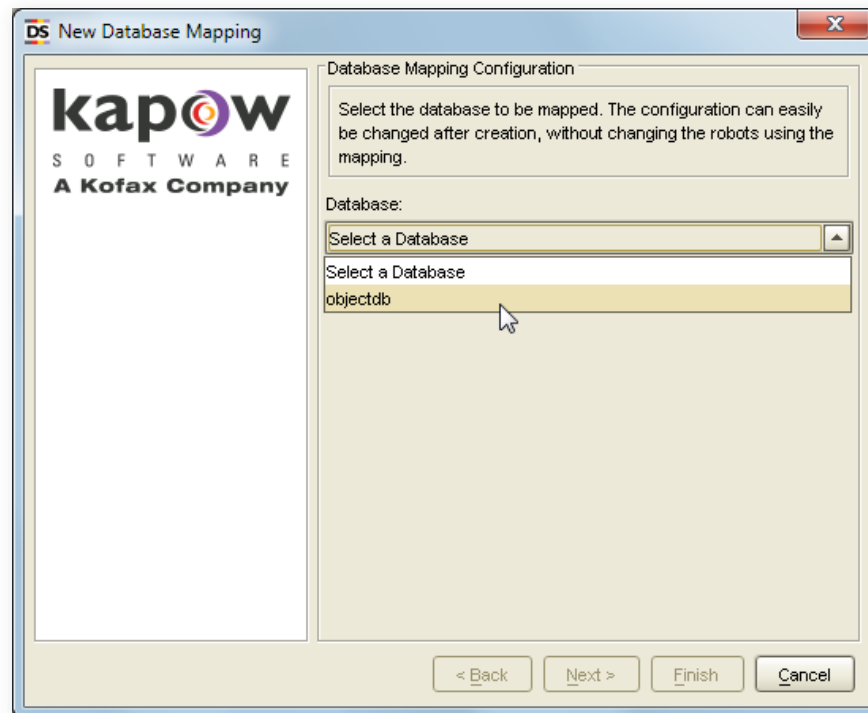 DS New Database Mapping
kapow
SOFTWARE
A Kofax Company
Database Mapping Configuration
Select the database to be mapped. The configuration can easily
be changed after creation, without changing the robots using the
mapping.
Database:
Select a Database
Select a Database
objectdb
< Back
Next >
Finish
Cancel